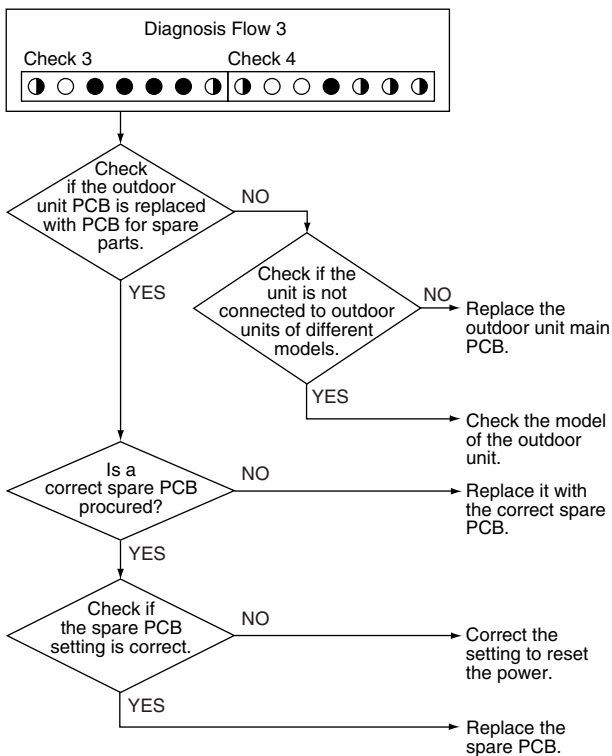 Diagnosis Flow 3
Check 3
Check 4
Check
if the outdoor
unit PCB is replaced
with PCB for spare
parts.
NO
YES
Check if the
unit is not
connected to outdoor
units of different
models.
NO
Replace the
outdoor unit main
PCB.
YES
Check the model
of the outdoor
unit.
Is a
correct spare PCB
procured?
NO
Replace it with
the correct spare
PCB.
YES
Check if
the spare PCB
setting is correct.
NO
Correct the
setting to reset
the power.
YES
Replace the
spare PCB.